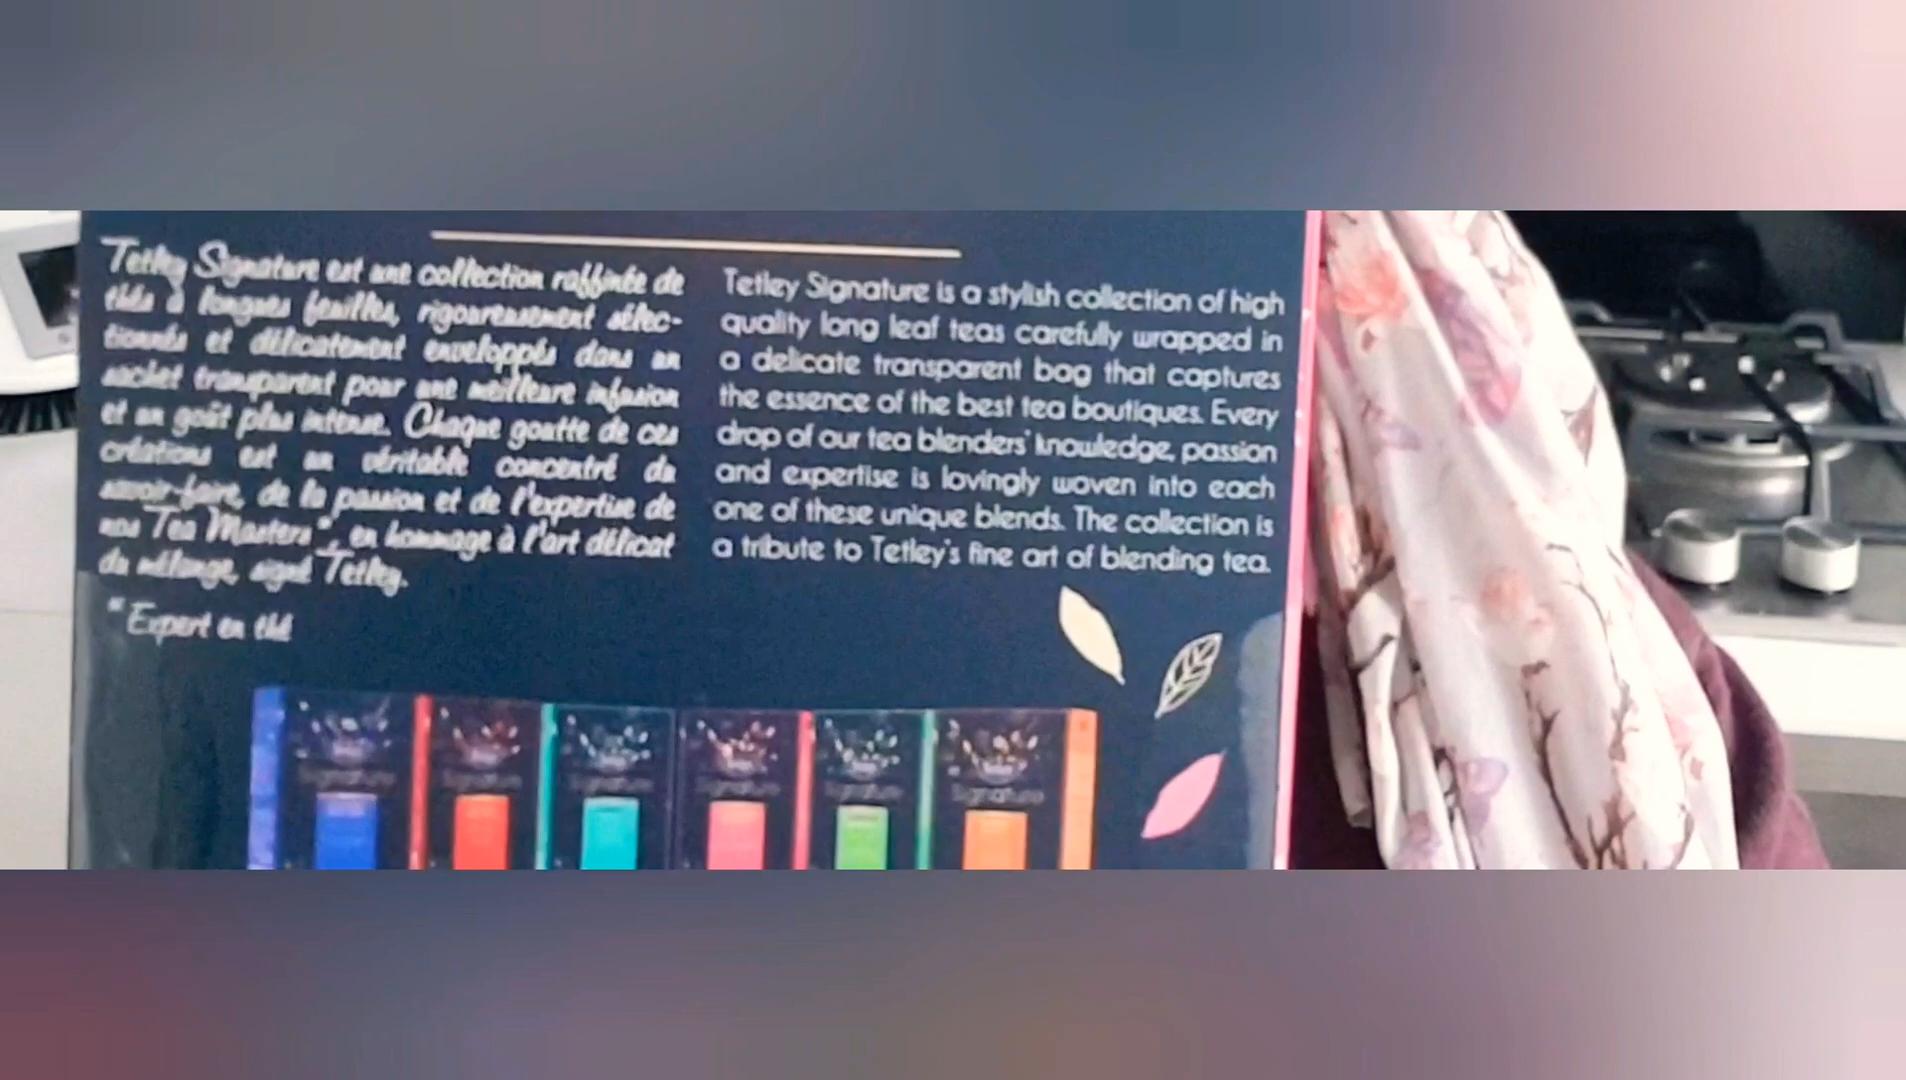 Tetley Signature est une collection raffinée de
thés à longues feuilles, rigoureusement sélec-
tionnés et délicatement enveloppés dans un
sachet transparent pour une meilleure infusion
et un goût plus intense. Chaque goutte de ces
créations est un véritable concentré du
savoir-faire, de la passion et de l'expertise de
nos Tea Masters*, en hommage à l'art délicat
du mélange, signé Tetley.
*Expert en thé
Tetley Signature is a stylish collection of high
quality long leaf teas carefully wrapped in
a delicate transparent bag that captures
the essence of the best tea boutiques. Every
drop of our tea blenders' knowledge, passion
and expertise is lovingly woven into each
one of these unique blends. The collection is
a tribute to Tetley's fine art of blending tea.
Signature Signature Signature Signature Signature Signature